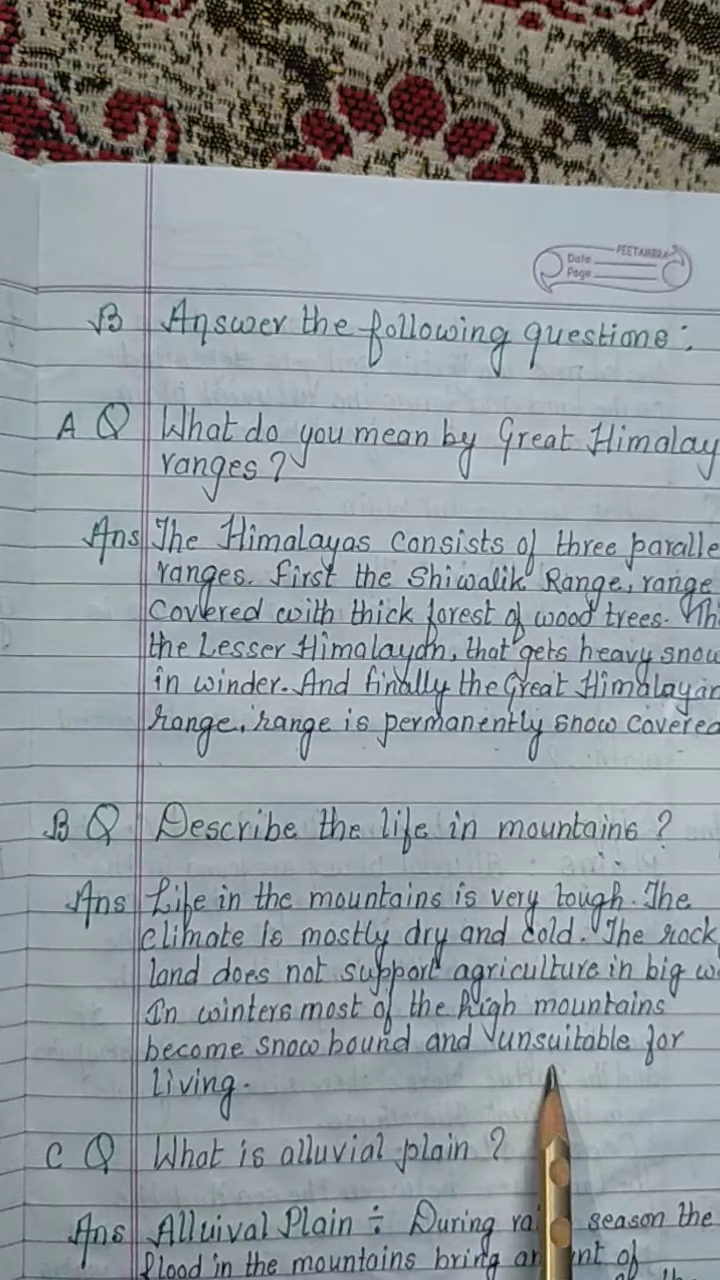 PEETAMBRA
Date
Page
B Answer the following questions:
A Q What do you mean by Great Himalay
ranges?
Ans The Himalayas consists of three paralle
ranges. First the Shiwalik Range, range
covered with thick forest of wood trees. Th
the Lesser Himalayan, that gets heavy snow
in winder. And finally the Great Himalayan
range, range is permanently snow covered
B Q Describe the life in mountains?
Ans Life in the mountains is very tough. The
climate is mostly dry and cold. The rock
land does not support agriculture in big w
In winters most of the high mountains
become snow bound and unsuitable for
living.
C Q What is alluvial plain?
Ans Alluival Plain ÷ During season the
flood in the mountains bring of